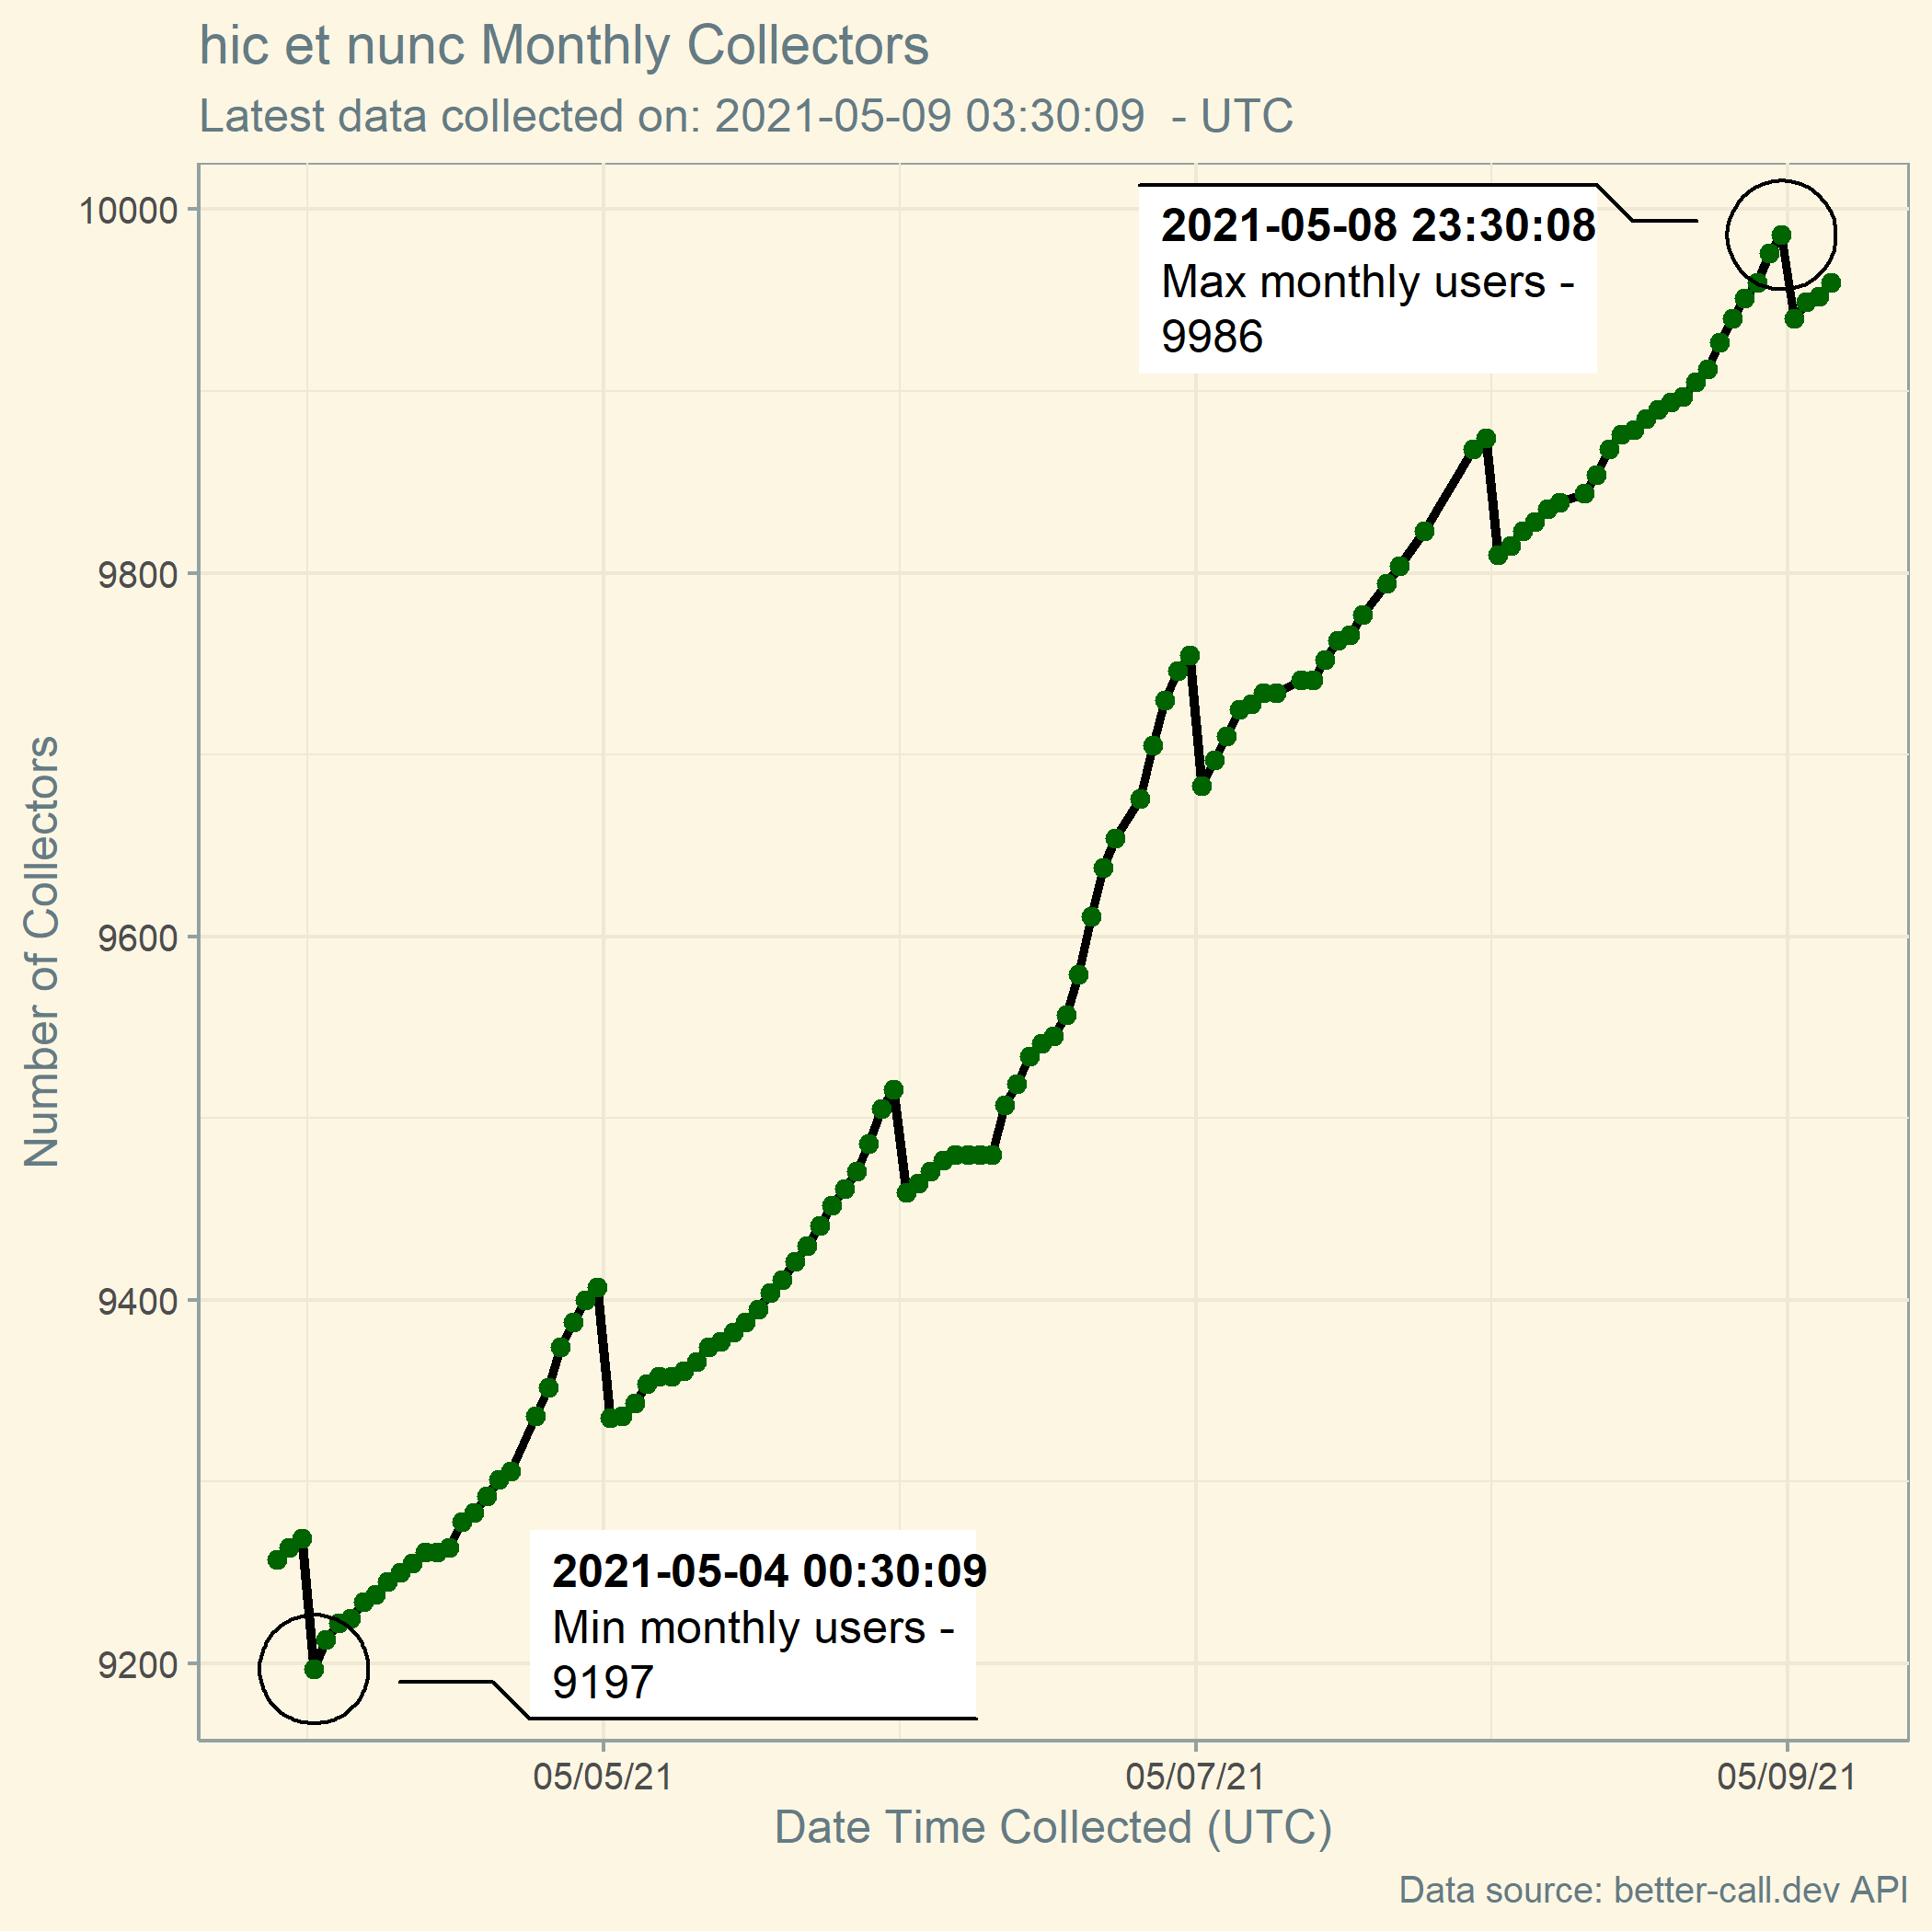 hic et nunc Monthly Collectors
Latest data collected on: 2021-05-09 03:30:09  - UTC
10000
9800
9600
9400
9200
Number of Collectors
2021-05-08 23:30:08
Max monthly users -
9986
2021-05-04 00:30:09
Min monthly users -
9197
05/05/21
05/07/21
05/09/21
Date Time Collected (UTC)
Data source: better-call.dev API